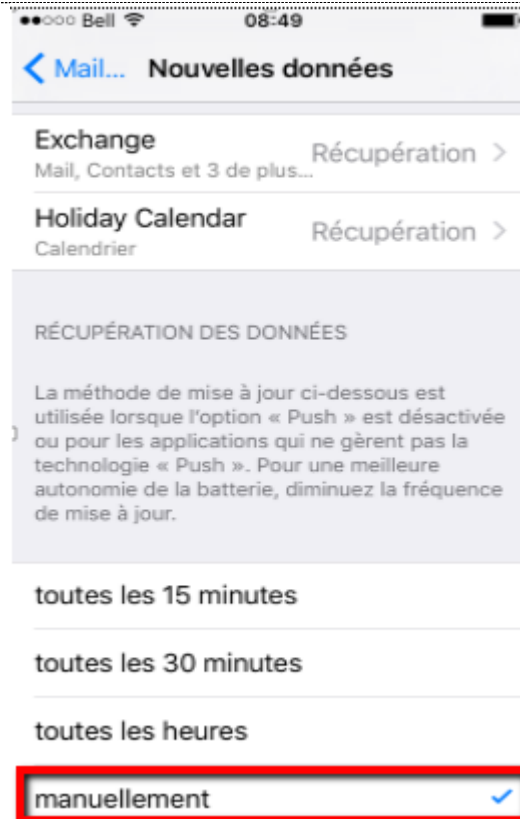 Bell 08:49
Mail... Nouvelles données
Exchange
Mail, Contacts et 3 de plus...
Récupération
Holiday Calendar
Calendrier
Récupération
RÉCUPÉRATION DES DONNÉES
La méthode de mise à jour ci-dessous est
utilisée lorsque l'option « Push » est désactivée
ou pour les applications qui ne gèrent pas la
technologie « Push ». Pour une meilleure
autonomie de la batterie, diminuez la fréquence
de mise à jour.
toutes les 15 minutes
toutes les 30 minutes
toutes les heures
manuellement